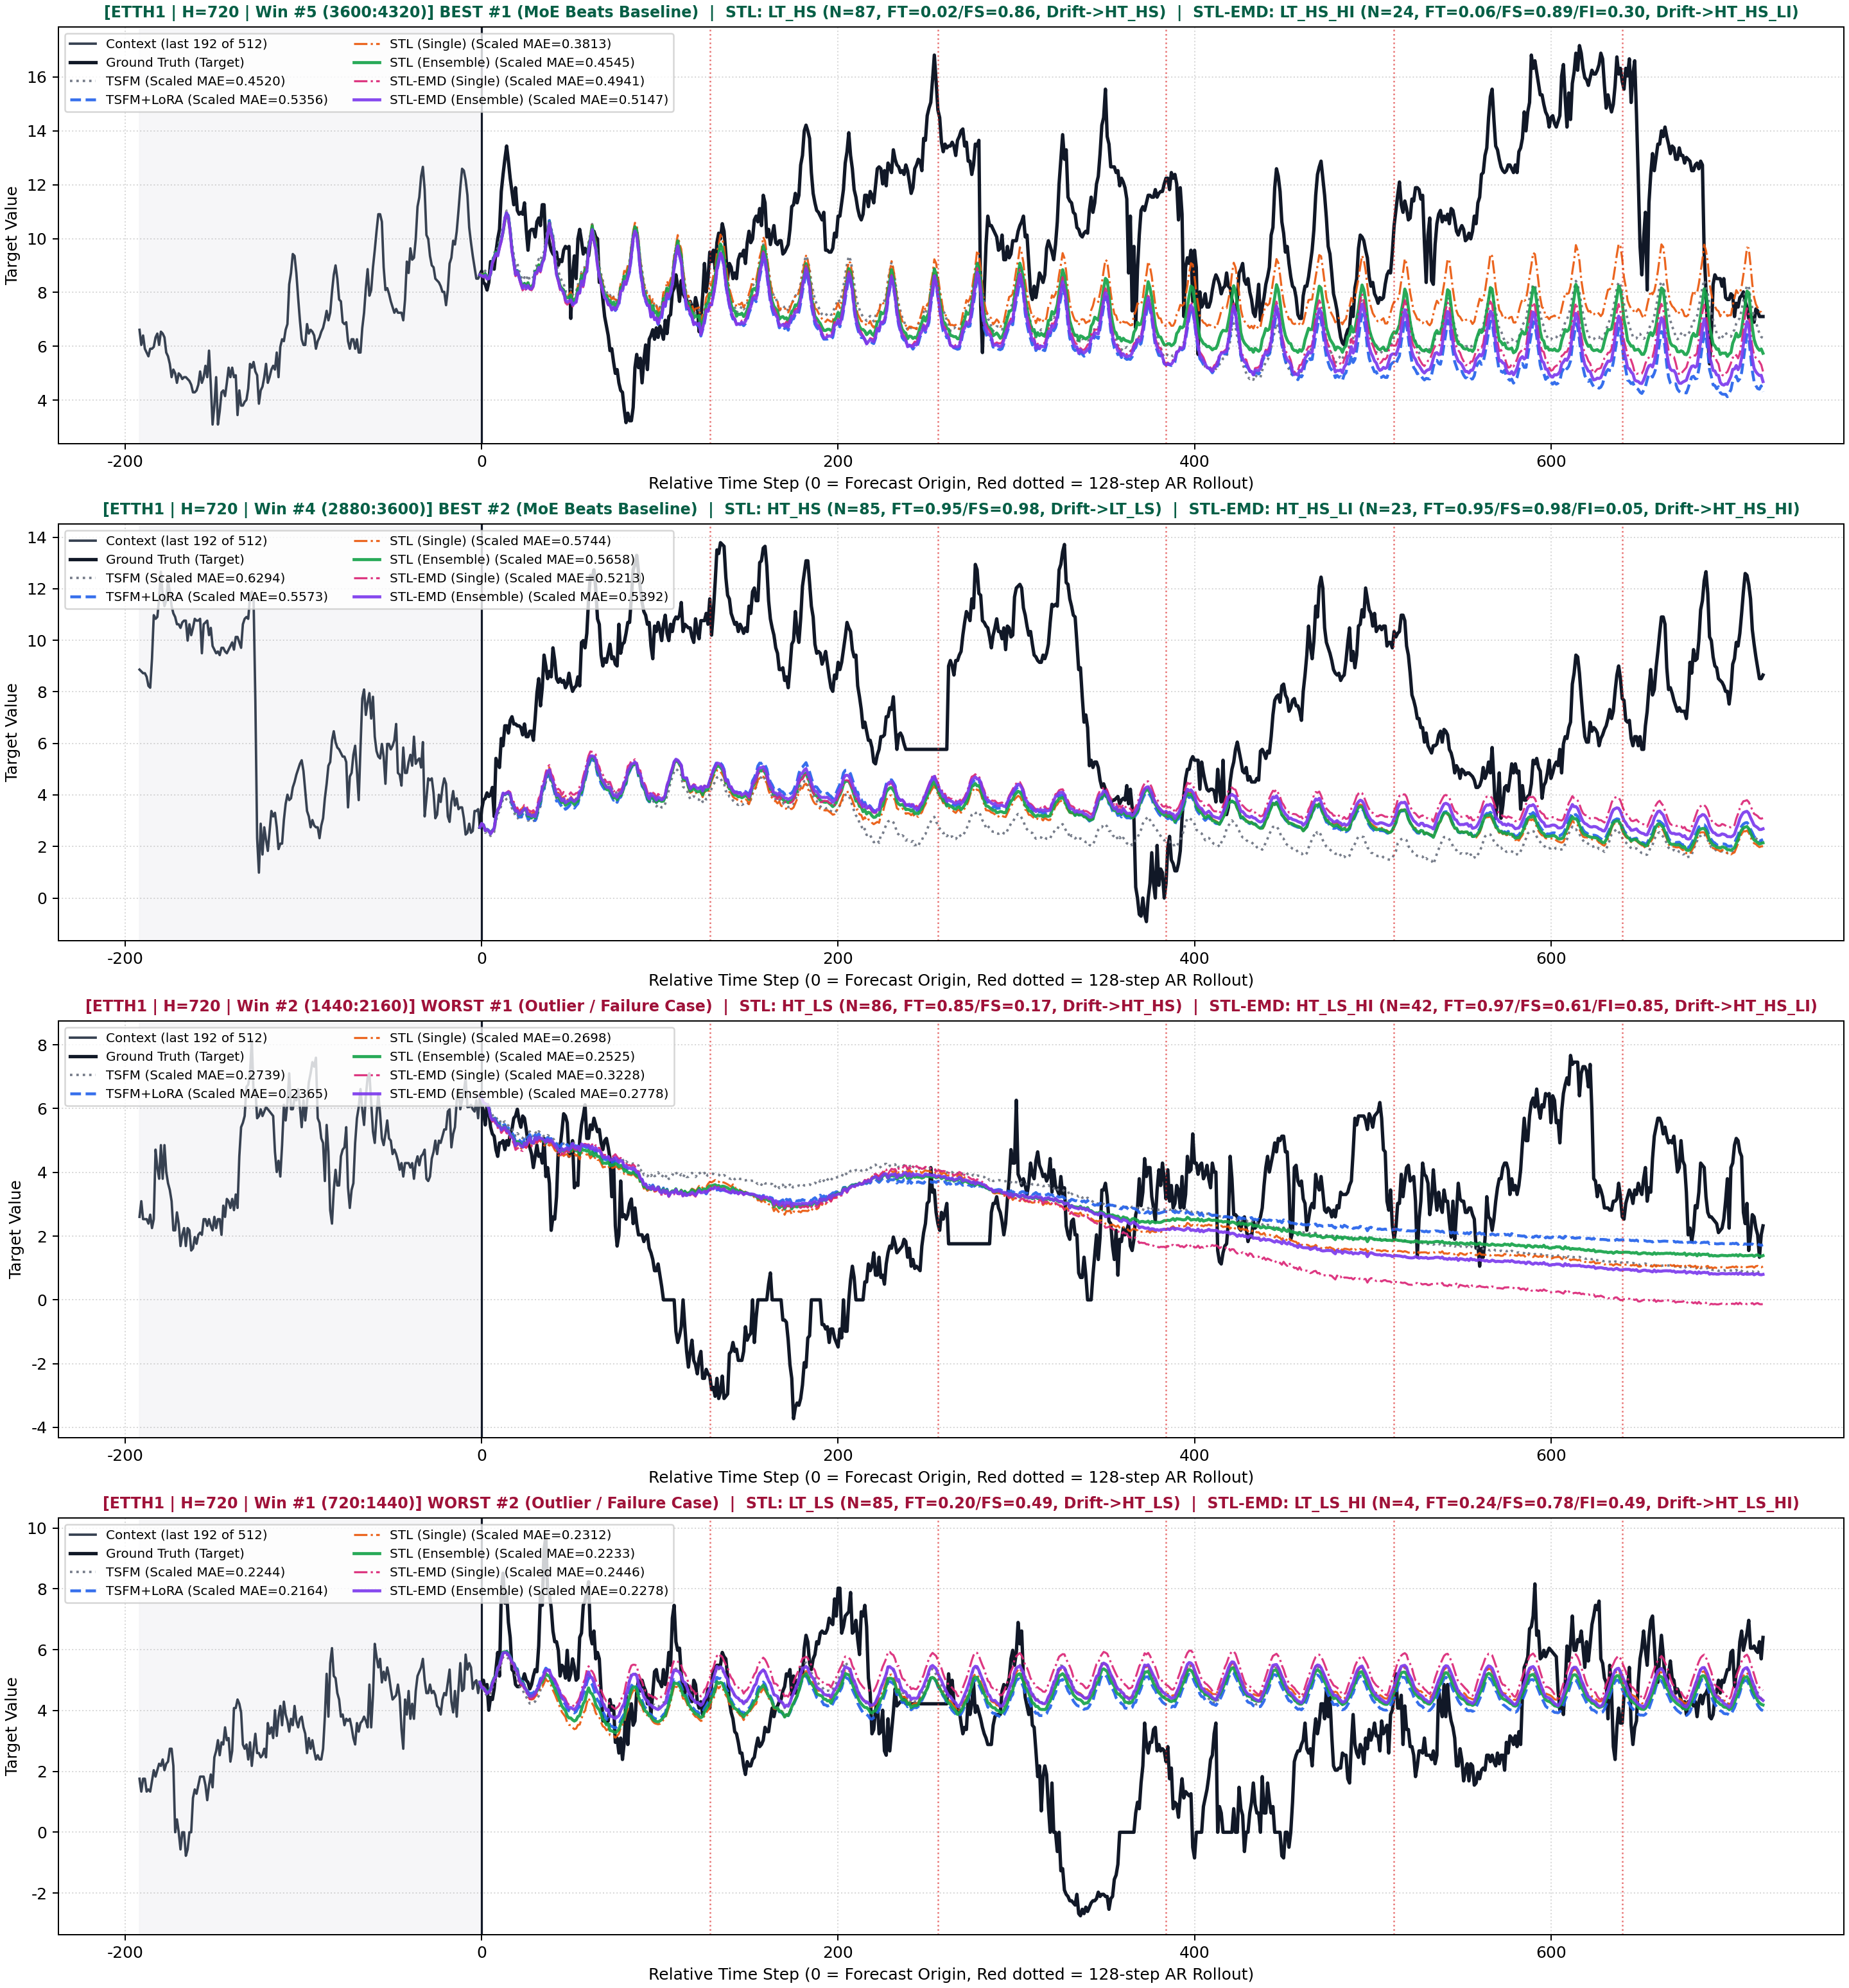 [ETTH1 | H=720 | Win #5 (3600:4320)] BEST #1 (MoE Beats Baseline) | STL: LT_HS (N=87, FT=0.02/FS=0.86, Drift->HT_HS) | STL-EMD: LT_HS_HI (N=24, FT=0.06/FS=0.89/FI=0.30, Drift->HT_HS_LI)
Context (last 192 of 512)
Ground Truth (Target)
TSFM (Scaled MAE=0.4520)
TSFM+LoRA (Scaled MAE=0.5356)
STL (Single) (Scaled MAE=0.3813)
STL (Ensemble) (Scaled MAE=0.4545)
STL-EMD (Single) (Scaled MAE=0.4941)
STL-EMD (Ensemble) (Scaled MAE=0.5147)
Target Value
16
14
12
10
8
6
4
-200
0
200
400
600
Relative Time Step (0 = Forecast Origin, Red dotted = 128-step AR Rollout)
[ETTH1 | H=720 | Win #4 (2880:3600)] BEST #2 (MoE Beats Baseline) | STL: HT_HS (N=85, FT=0.95/FS=0.98, Drift->LT_LS) | STL-EMD: HT_HS_LI (N=23, FT=0.95/FS=0.98/FI=0.05, Drift->HT_HS_HI)
Context (last 192 of 512)
Ground Truth (Target)
TSFM (Scaled MAE=0.6294)
TSFM+LoRA (Scaled MAE=0.5573)
STL (Single) (Scaled MAE=0.5744)
STL (Ensemble) (Scaled MAE=0.5658)
STL-EMD (Single) (Scaled MAE=0.5213)
STL-EMD (Ensemble) (Scaled MAE=0.5392)
Target Value
14
12
10
8
6
4
2
0
-200
0
200
400
600
Relative Time Step (0 = Forecast Origin, Red dotted = 128-step AR Rollout)
[ETTH1 | H=720 | Win #2 (1440:2160)] WORST #1 (Outlier / Failure Case) | STL: HT_LS (N=86, FT=0.85/FS=0.17, Drift->HT_HS) | STL-EMD: HT_LS_HI (N=42, FT=0.97/FS=0.61/FI=0.85, Drift->HT_HS_LI)
Context (last 192 of 512)
Ground Truth (Target)
TSFM (Scaled MAE=0.2739)
TSFM+LoRA (Scaled MAE=0.2365)
STL (Single) (Scaled MAE=0.2698)
STL (Ensemble) (Scaled MAE=0.2525)
STL-EMD (Single) (Scaled MAE=0.3228)
STL-EMD (Ensemble) (Scaled MAE=0.2778)
Target Value
8
6
4
2
0
-2
-4
-200
0
200
400
600
Relative Time Step (0 = Forecast Origin, Red dotted = 128-step AR Rollout)
[ETTH1 | H=720 | Win #1 (720:1440)] WORST #2 (Outlier / Failure Case) | STL: LT_LS (N=85, FT=0.20/FS=0.49, Drift->HT_LS) | STL-EMD: LT_LS_HI (N=4, FT=0.24/FS=0.78/FI=0.49, Drift->HT_LS_HI)
Context (last 192 of 512)
Ground Truth (Target)
TSFM (Scaled MAE=0.2244)
TSFM+LoRA (Scaled MAE=0.2164)
STL (Single) (Scaled MAE=0.2312)
STL (Ensemble) (Scaled MAE=0.2233)
STL-EMD (Single) (Scaled MAE=0.2446)
STL-EMD (Ensemble) (Scaled MAE=0.2278)
Target Value
10
8
6
4
2
0
-2
-200
0
200
400
600
Relative Time Step (0 = Forecast Origin, Red dotted = 128-step AR Rollout)